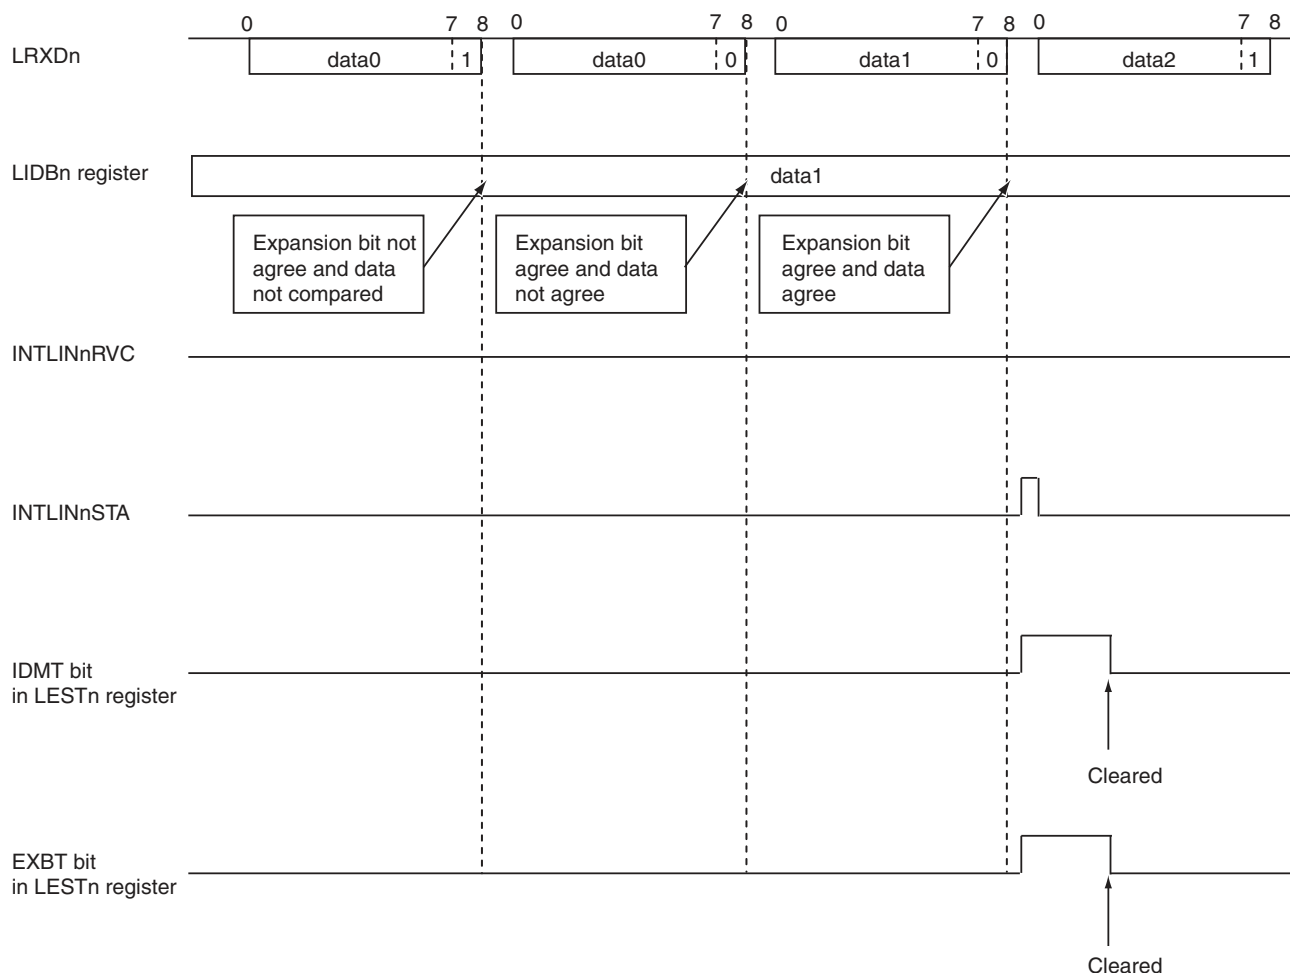 0 7 8 0 7 8 0 7 8 0 7 8
LRXDn data0 1 data0 0 data1 0 data2 1
LIDBn register data1
Expansion bit not
agree and data
not compared
Expansion bit
agree and data
not agree
Expansion bit
agree and data
agree
INTLINnRVC
INTLINnSTA
IDMT bit
in LESTn register
Cleared
EXBT bit
in LESTn register
Cleared